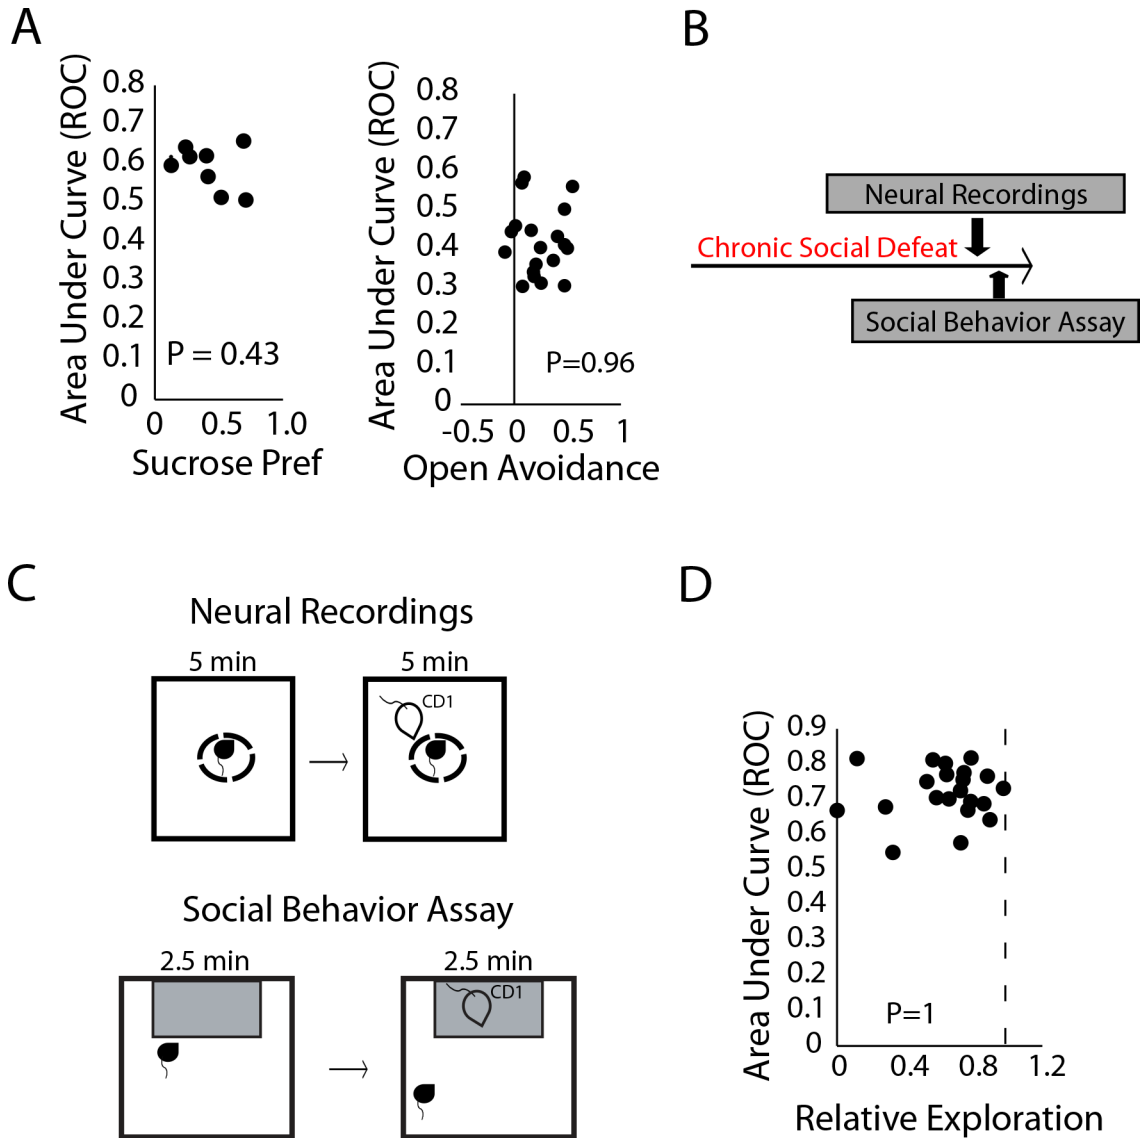 A
Area Under Curve (ROC)
0.8
0.7
0.6
0.5
0.4
0.3
0.2
0.1
0
P = 0.43
0 0.5 1.0
Sucrose Pref
Area Under Curve (ROC)
0.8
0.7
0.6
0.5
0.4
0.3
0.2
0.1
0
P=0.96
-0.5 0 0.5 1
Open Avoidance
B
Neural Recordings
Chronic Social Defeat
Social Behavior Assay
C
Neural Recordings
5 min
5 min
CD1
Social Behavior Assay
2.5 min
2.5 min
CD1
D
Area Under Curve (ROC)
0.9
0.8
0.7
0.6
0.5
0.4
0.3
0.2
0.1
0
P=1
0 0.4 0.8 1.2
Relative Exploration